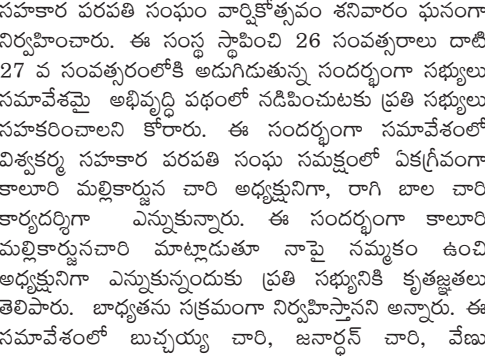 సహకార పరపతి సంఘం వార్షికోత్సవం శనివారం ఘనంగా
నిర్వహించారు. ఈ సంస్థ స్థాపించి 26 సంవత్సరాలు దాటి
27 వ సంవత్సరంలోకి అడుగిడుతున్న సందర్భంగా సభ్యులు
సమావేశమై అభివృద్ధి పథంలో నడిపించుటకు ప్రతి సభ్యులు
సహకరించాలని కోరారు. ఈ సందర్భంగా సమావేశంలో
విశ్వకర్మ సహకార పరపతి సంఘ సమక్షంలో ఏకగ్రీవంగా
కాలూరి మల్లికార్జున చారి అధ్యక్షునిగా, రాగి బాల చారి
కార్యదర్శిగా ఎన్నుకున్నారు. ఈ సందర్భంగా కాలూరి
మల్లికార్జునచారి మాట్లాడుతూ నాపై నమ్మకం ఉంచి
అధ్యక్షునిగా ఎన్నుకున్నందుకు ప్రతి సభ్యునికి కృతజ్ఞతలు
తెలిపారు. బాధ్యతను సక్రమంగా నిర్వహిస్తానని అన్నారు. ఈ
సమావేశంలో బుచ్చయ్య చారి, జనార్ధన్ చారి, వేణు